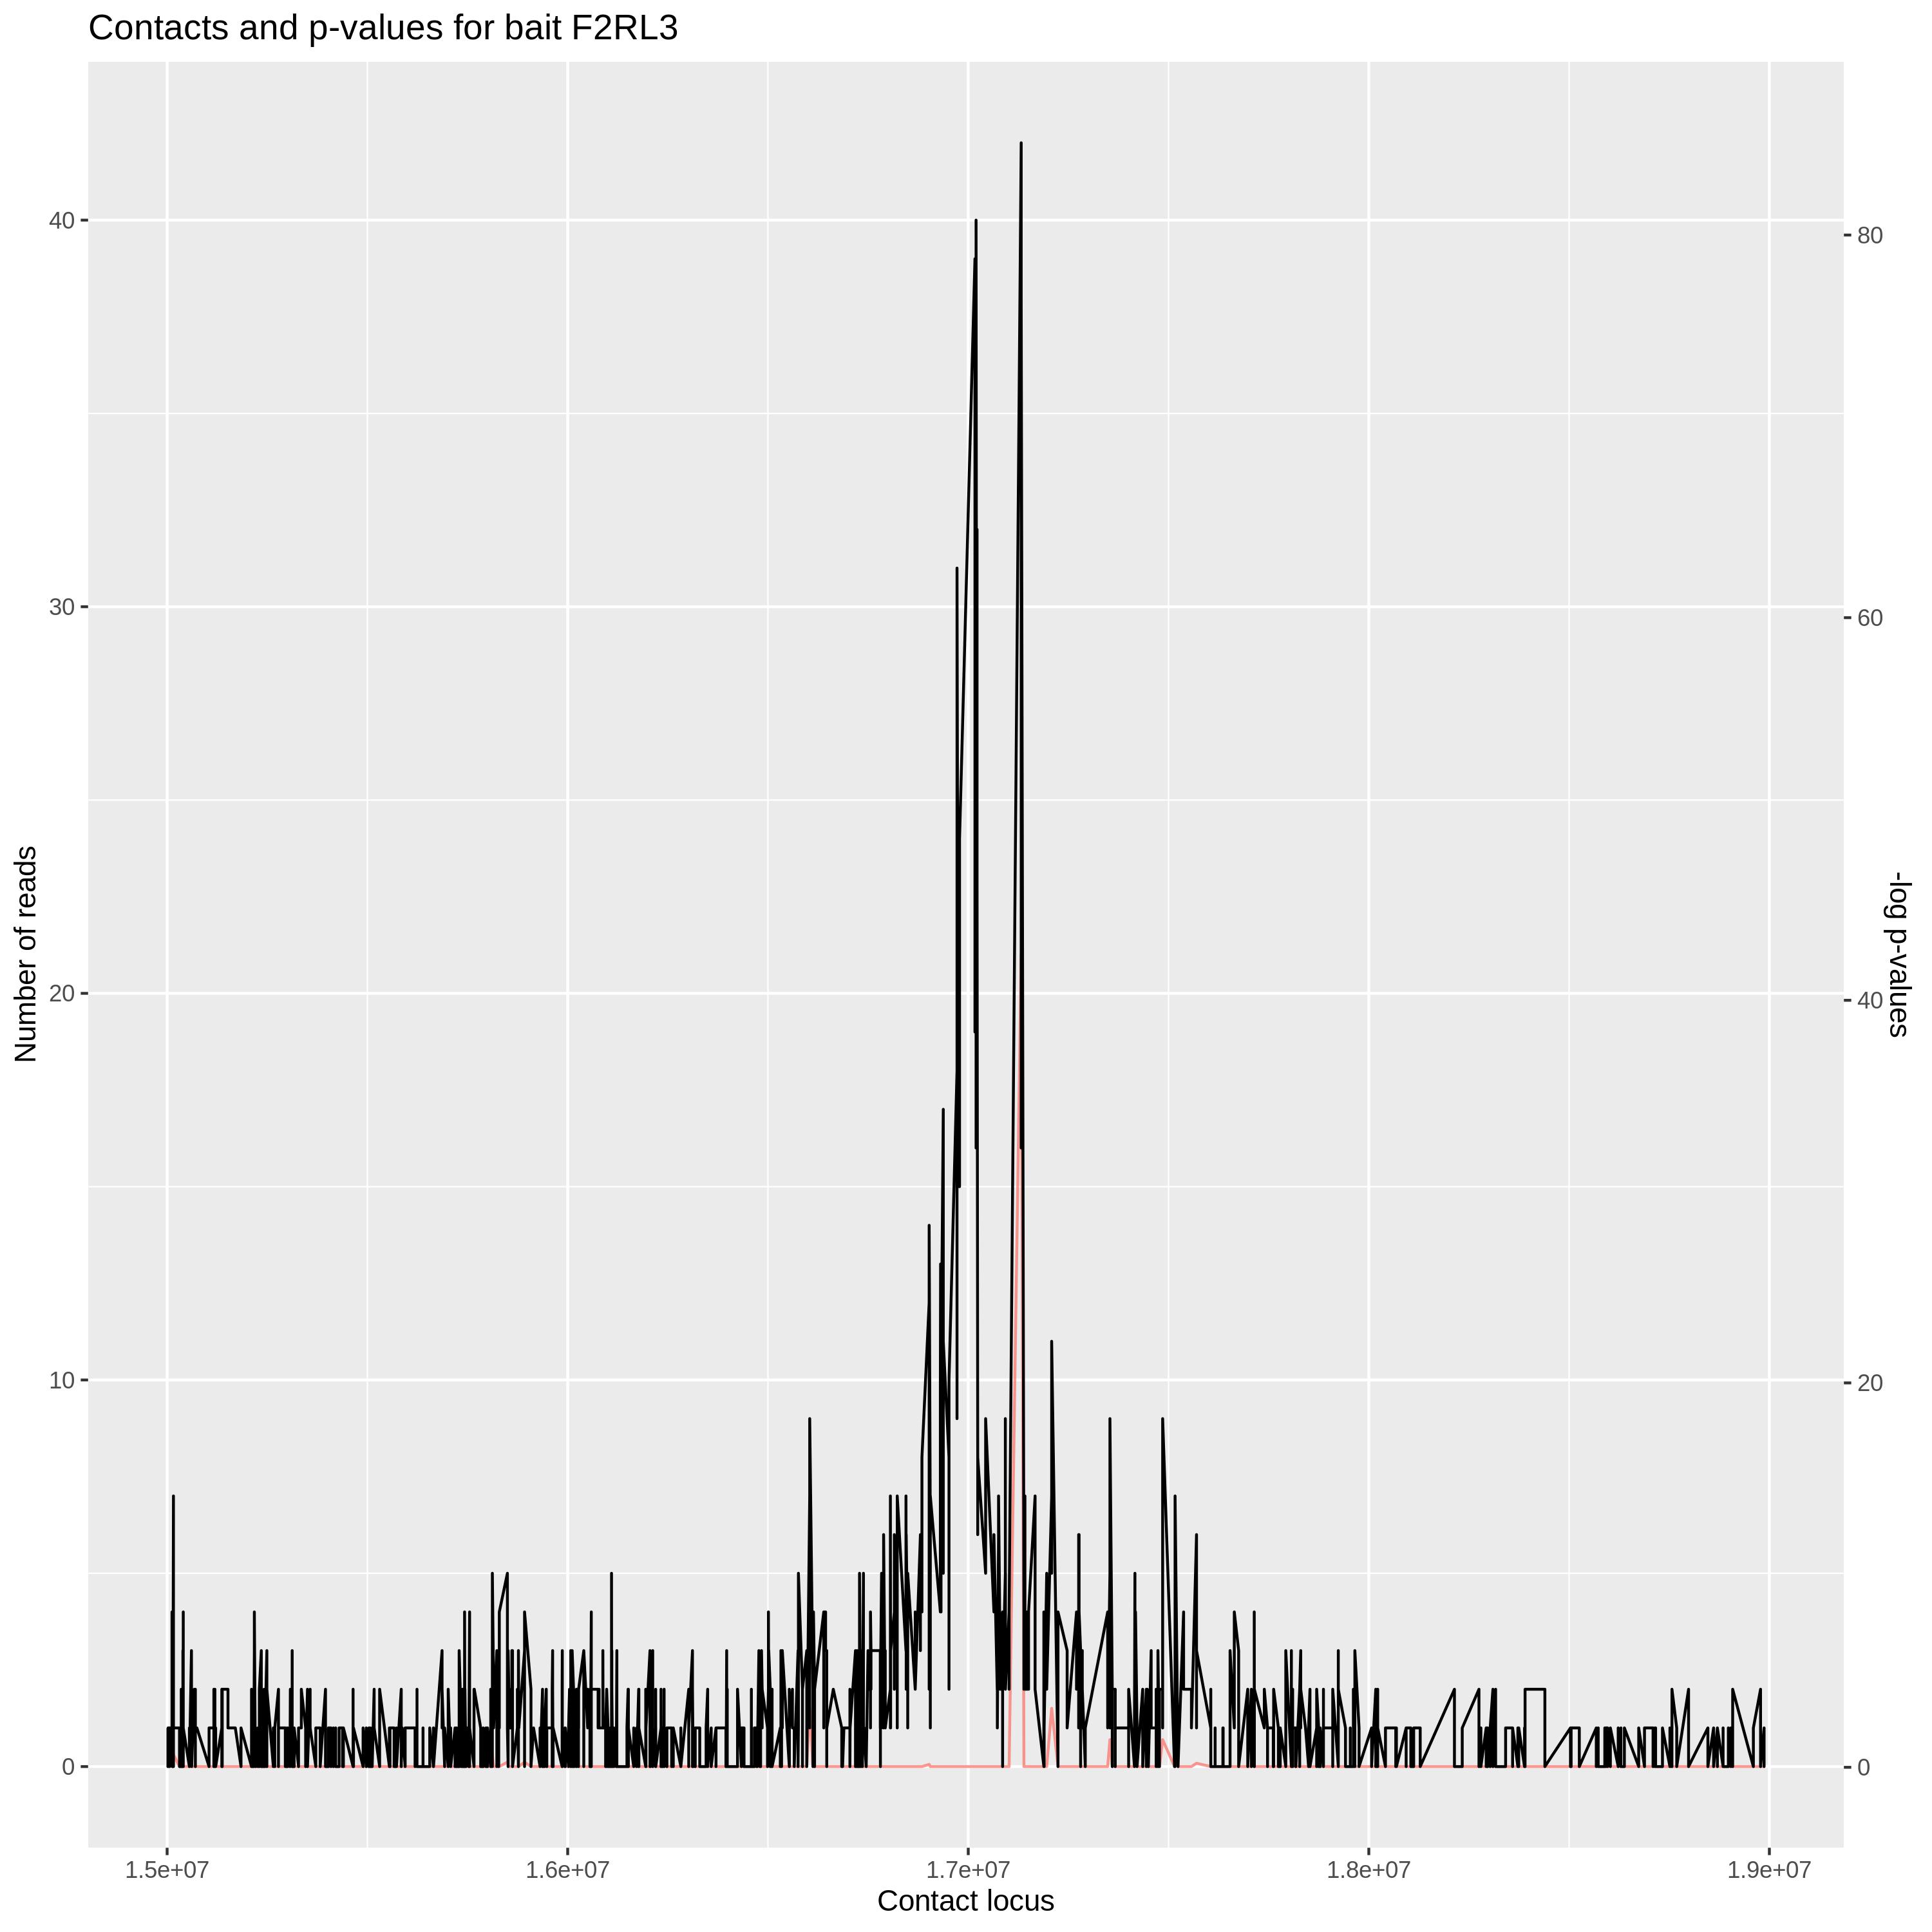 Contacts and p-values for bait F2RL3
Number of reads
40
30
20
10
0
80
60
40
20
0
-log p-values
1.5e+07 1.6e+07 1.7e+07 1.8e+07 1.9e+07
Contact locus